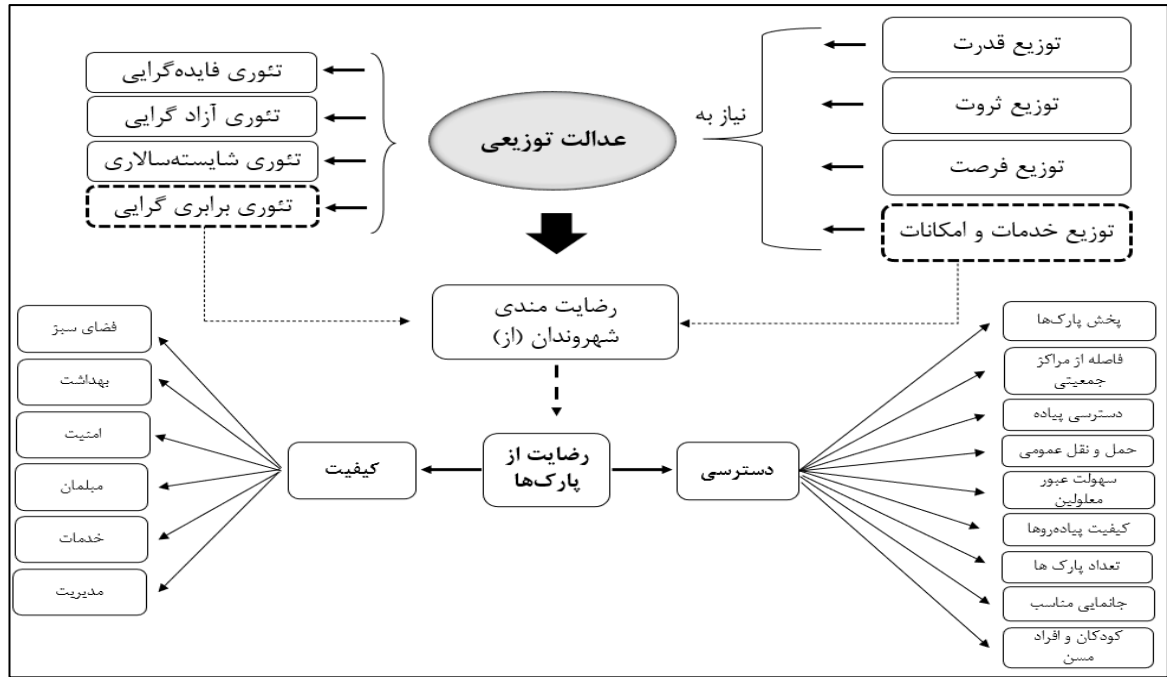 توزیع قدرت
توزیع ثروت
توزیع فرصت
توزیع خدمات و امکانات
نیاز به
عدالت توزیعی
تئوری فایده‌گرایی
تئوری آزاد گرایی
تئوری شایسته‌سالاری
تئوری برابری گرایی
رضایت مندی
شهروندان (از)
رضایت از
پارک‌ها
دسترسی
پخش پارک‌ها
فاصله از مراکز
جمعیتی
دسترسی پیاده
حمل و نقل عمومی
سهولت عبور
معلولین
کیفیت پیاده‌روها
تعداد پارک ها
جانمایی مناسب
کودکان و افراد
مسن
کیفیت
فضای سبز
بهداشت
امنیت
مبلمان
خدمات
مدیریت